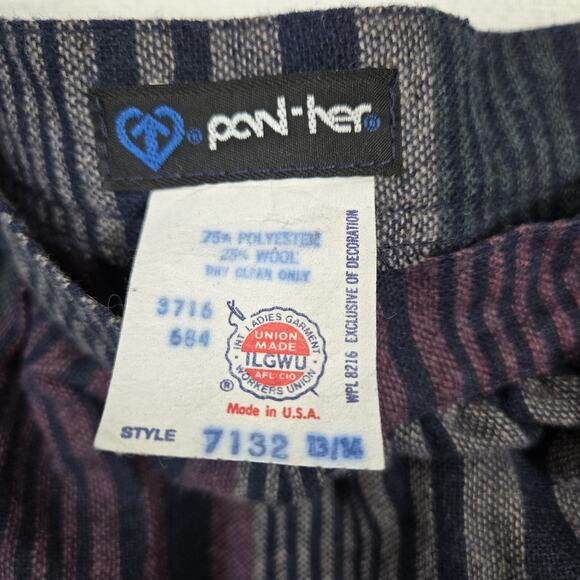 ® pan-her®
75% POLYESTER
25% WOOL
DRY CLEAN ONLY
3716
684
INT LADIES GARMENT
WORKERS UNION
UNION
MADE
ILGWU
AFL CIO
®
Made in U.S.A.
WPL 8216 EXCLUSIVE OF DECORATION
STYLE 7132 13/14